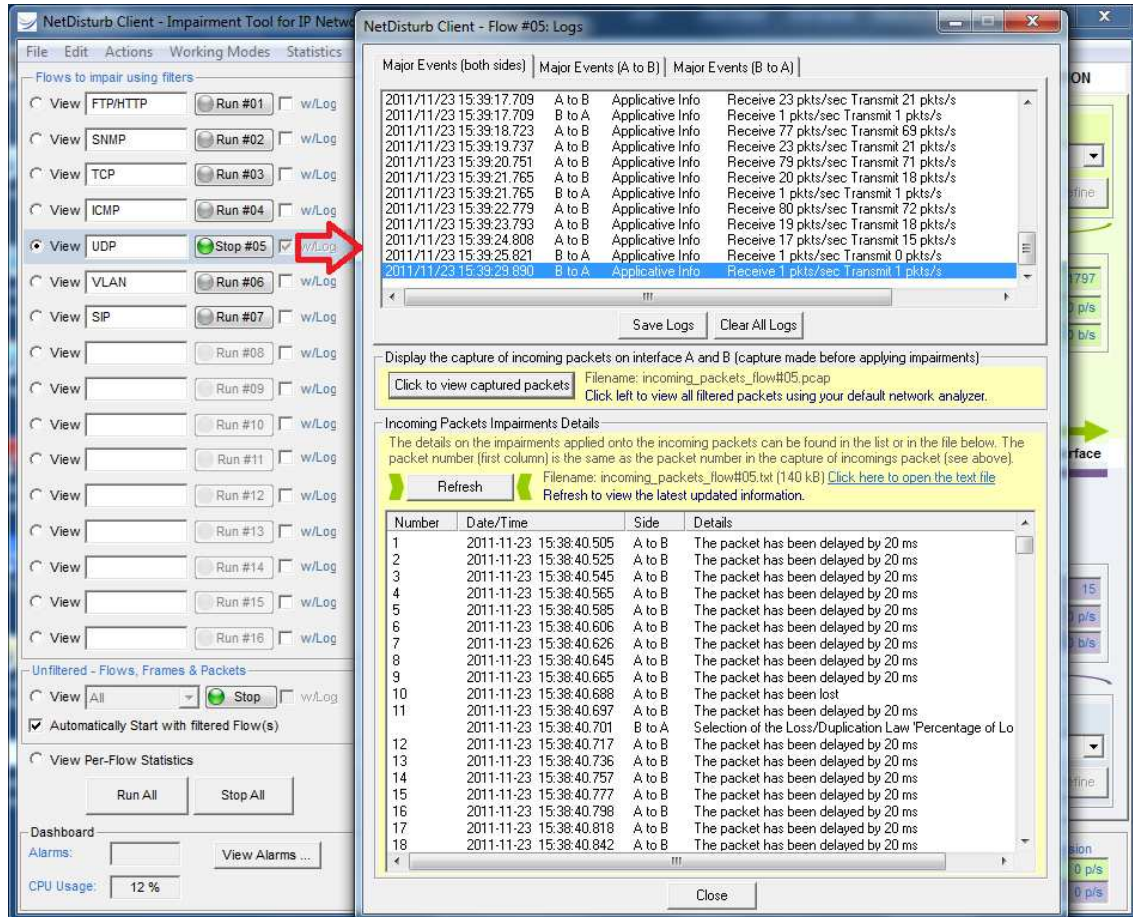 NetDisturb Client - Impairment Tool for IP Netwo
File Edit Actions Working Modes Statistics
Flows to impair using filters
View FTP/HTTP Run #01 w/Log
View SNMP Run #02 w/Log
View TCP Run #03 w/Log
View ICMP Run #04 w/Log
View UDP Stop #05 w/Log
View VLAN Run #06 w/Log
View SIP Run #07 w/Log
View Run #08 w/Log
View Run #09 w/Log
View Run #10 w/Log
View Run #11 w/Log
View Run #12 w/Log
View Run #13 w/Log
View Run #14 w/Log
View Run #15 w/Log
View Run #16 w/Log
Unfiltered - Flows, Frames & Packets
View All Stop w/Log
Automatically Start with filtered Flow(s)
View Per-Flow Statistics
Run All Stop All
Dashboard
Alarms: View Alarms ...
CPU Usage: 12 %
NetDisturb Client - Flow #05: Logs
Major Events (both sides) Major Events (A to B) Major Events (B to A)
2011/11/23 15:39:17.709 A to B Applicative Info Receive 23 pkts/sec Transmit 21 pkts/s
2011/11/23 15:39:17.709 B to A Applicative Info Receive 1 pkts/sec Transmit 1 pkts/s
2011/11/23 15:39:18.723 A to B Applicative Info Receive 77 pkts/sec Transmit 69 pkts/s
2011/11/23 15:39:19.737 A to B Applicative Info Receive 23 pkts/sec Transmit 21 pkts/s
2011/11/23 15:39:20.751 A to B Applicative Info Receive 79 pkts/sec Transmit 71 pkts/s
2011/11/23 15:39:21.765 A to B Applicative Info Receive 20 pkts/sec Transmit 18 pkts/s
2011/11/23 15:39:21.765 B to A Applicative Info Receive 1 pkts/sec Transmit 1 pkts/s
2011/11/23 15:39:22.779 A to B Applicative Info Receive 80 pkts/sec Transmit 72 pkts/s
2011/11/23 15:39:23.793 A to B Applicative Info Receive 19 pkts/sec Transmit 18 pkts/s
2011/11/23 15:39:24.808 A to B Applicative Info Receive 17 pkts/sec Transmit 15 pkts/s
2011/11/23 15:39:25.821 B to A Applicative Info Receive 1 pkts/sec Transmit 0 pkts/s
2011/11/23 15:39:29.890 B to A Applicative Info Receive 1 pkts/sec Transmit 1 pkts/s
Save Logs Clear All Logs
Display the capture of incoming packets on interface A and B (capture made before applying impairments)
Click to view captured packets
Filename: incoming_packets_flow#05.pcap
Click left to view all filtered packets using your default network analyzer.
Incoming Packets Impairments Details
The details on the impairments applied onto the incoming packets can be found in the list or in the file below. The
packet number (first column) is the same as the packet number in the capture of incomings packet (see above).
Refresh
Filename: incoming_packets_flow#05.txt (140 kB) Click here to open the text file
Refresh to view the latest updated information.
Number Date/Time Side Details
1 2011-11-23 15:38:40.505 A to B The packet has been delayed by 20 ms
2 2011-11-23 15:38:40.525 A to B The packet has been delayed by 20 ms
3 2011-11-23 15:38:40.545 A to B The packet has been delayed by 20 ms
4 2011-11-23 15:38:40.565 A to B The packet has been delayed by 20 ms
5 2011-11-23 15:38:40.585 A to B The packet has been delayed by 20 ms
6 2011-11-23 15:38:40.606 A to B The packet has been delayed by 20 ms
7 2011-11-23 15:38:40.626 A to B The packet has been delayed by 20 ms
8 2011-11-23 15:38:40.645 A to B The packet has been delayed by 20 ms
9 2011-11-23 15:38:40.665 A to B The packet has been delayed by 20 ms
10 2011-11-23 15:38:40.688 A to B The packet has been lost
11 2011-11-23 15:38:40.697 A to B The packet has been delayed by 20 ms
2011-11-23 15:38:40.701 B to A Selection of the Loss/Duplication Law 'Percentage of Lo
12 2011-11-23 15:38:40.717 A to B The packet has been delayed by 20 ms
13 2011-11-23 15:38:40.736 A to B The packet has been delayed by 20 ms
14 2011-11-23 15:38:40.757 A to B The packet has been delayed by 20 ms
15 2011-11-23 15:38:40.777 A to B The packet has been delayed by 20 ms
16 2011-11-23 15:38:40.798 A to B The packet has been delayed by 20 ms
17 2011-11-23 15:38:40.818 A to B The packet has been delayed by 20 ms
18 2011-11-23 15:38:40.842 A to B The packet has been delayed by 20 ms
Close
ON
fine
1797
p/s
b/s
rface
15
p/s
b/s
fine
sion
0 p/s
0 p/s